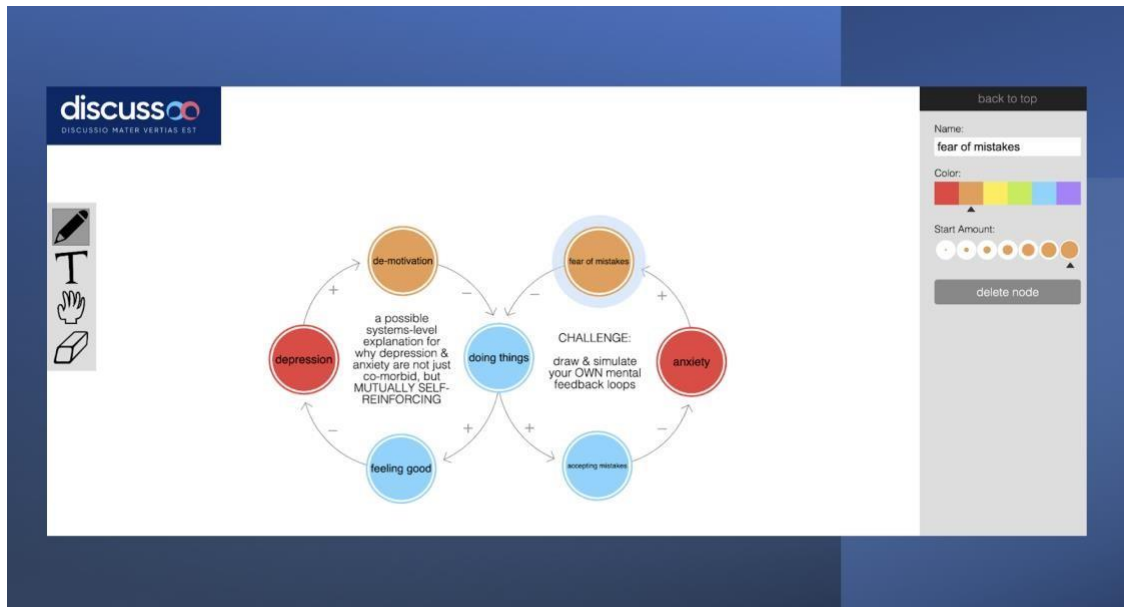 discuss
DISCUSSIO MATER VERTIAS EST
back to top
Name:
fear of mistakes
Color:
Start Amount:
delete node
T
de-motivation
fear of mistakes
+
–
–
+
a possible
systems-level
explanation for
why depression &
anxiety are not just
co-morbid, but
MUTUALLY SELF-
REINFORCING
CHALLENGE:
draw & simulate
your OWN mental
feedback loops
depression
doing things
anxiety
–
+
+
–
feeling good
accepting mistakes